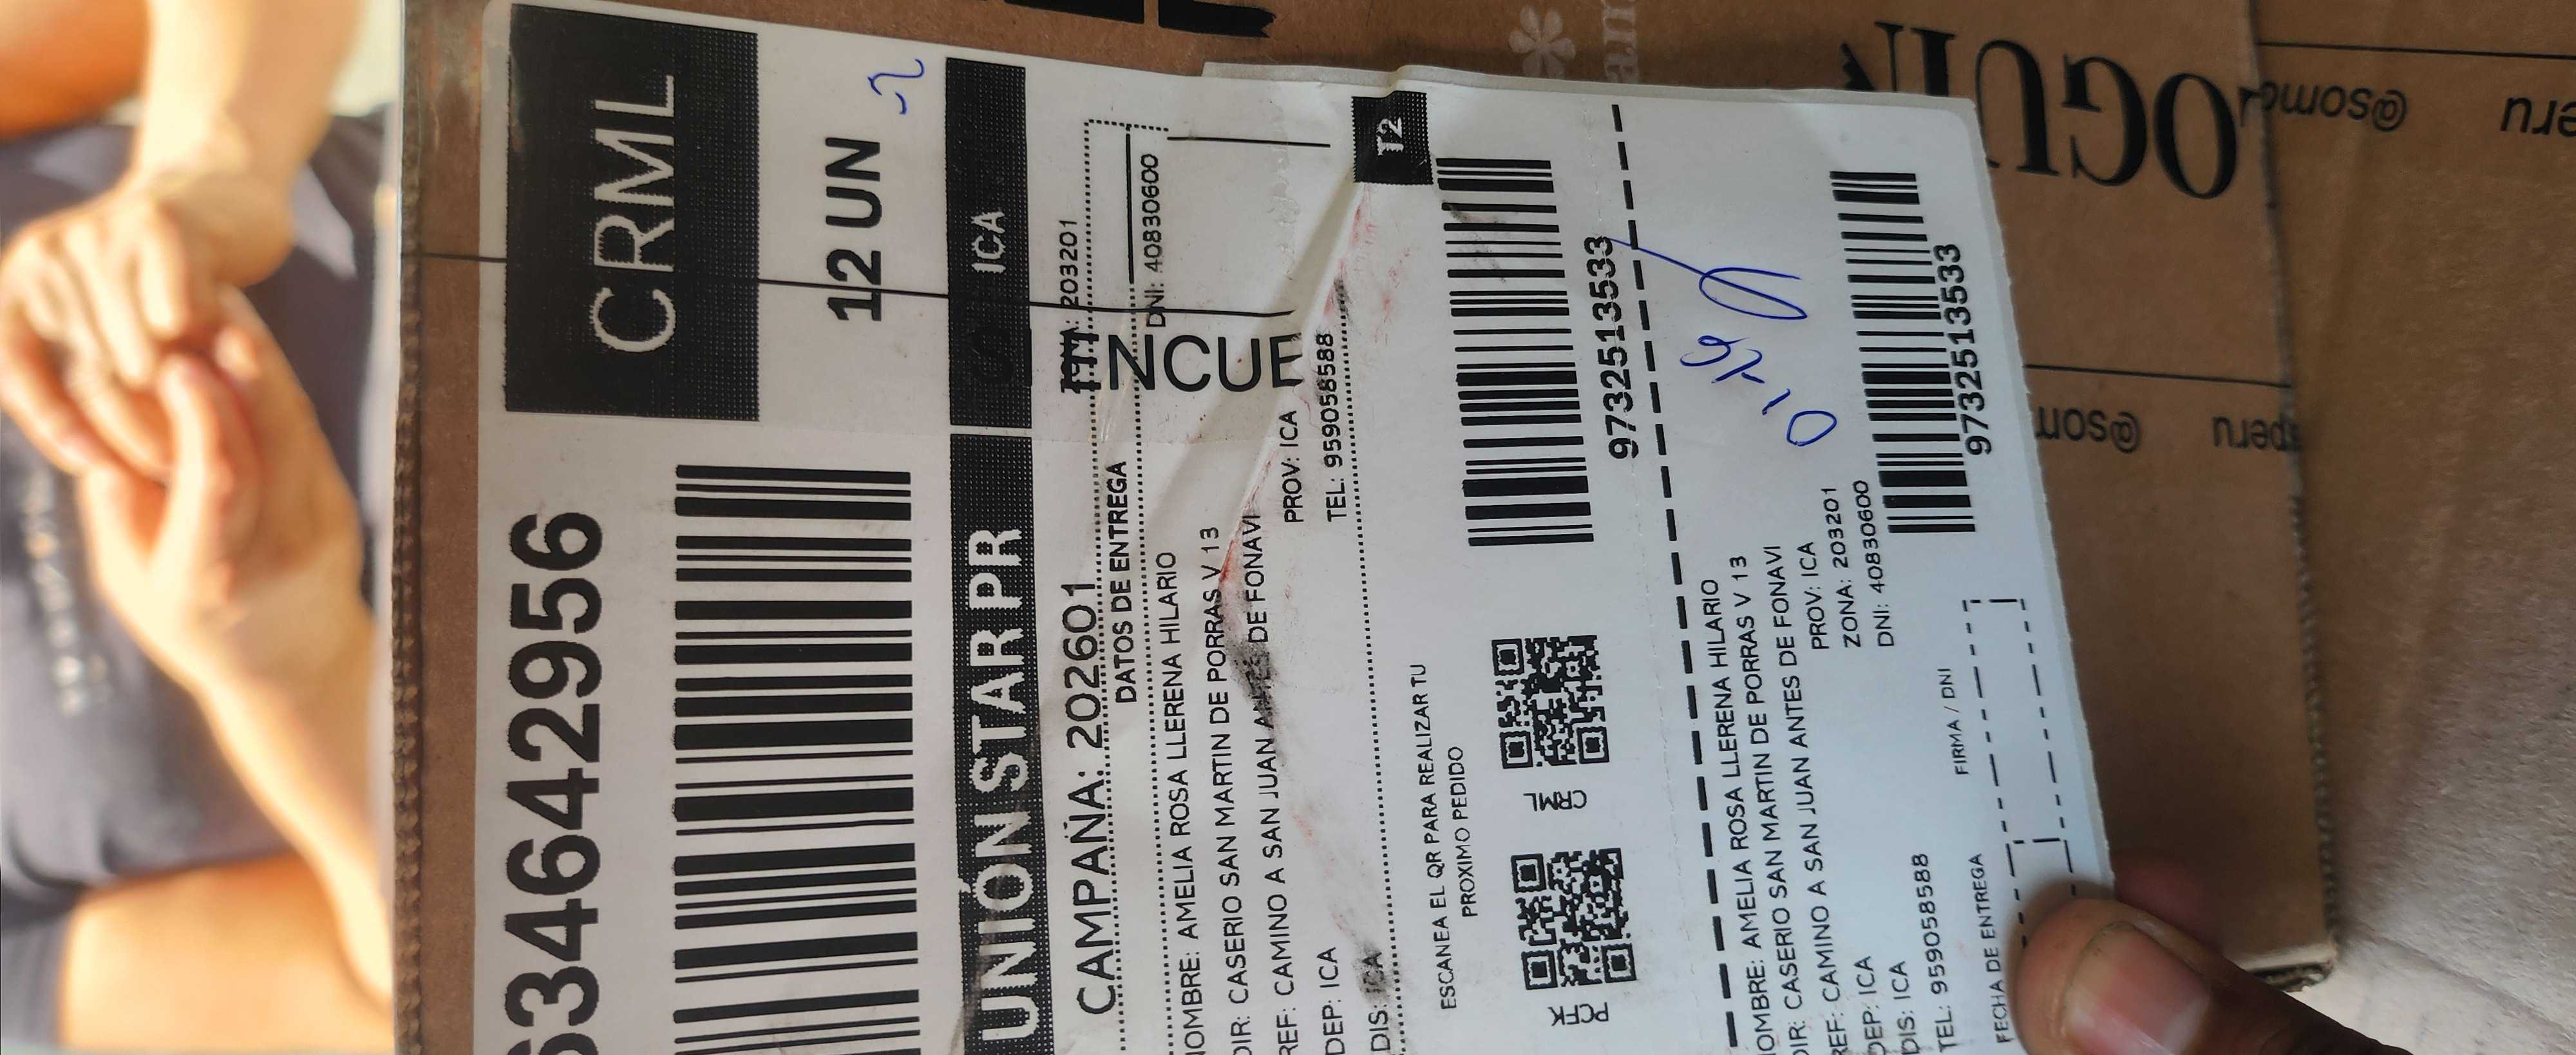 63346642956
CRML
12 UN
UNIÓN STAR PR
ICA
CAMPAÑA: 202601
: 203201
DATOS DE ENTREGA
NOMBRE: AMELIA ROSA LLERENA HILARIO
DNI: 40830600
DIR: CASERIO SAN MARTIN DE PORRAS V 13
REF: CAMINO A SAN JUAN ANTES DE FONAVI
DEP: ICA
PROV: ICA
DIS: ICA
TEL: 959058588
T2
ESCANEA EL QR PARA REALIZAR TU
PROXIMO PEDIDO
PCFK
CRML
9732513533
NOMBRE: AMELIA ROSA LLERENA HILARIO
DIR: CASERIO SAN MARTIN DE PORRAS V 13
REF: CAMINO A SAN JUAN ANTES DE FONAVI
DEP: ICA
PROV: ICA
DIS: ICA
ZONA: 203201
TEL: 959058588
DNI: 40830600
9732513533
FECHA DE ENTREGA
FIRMA / DNI